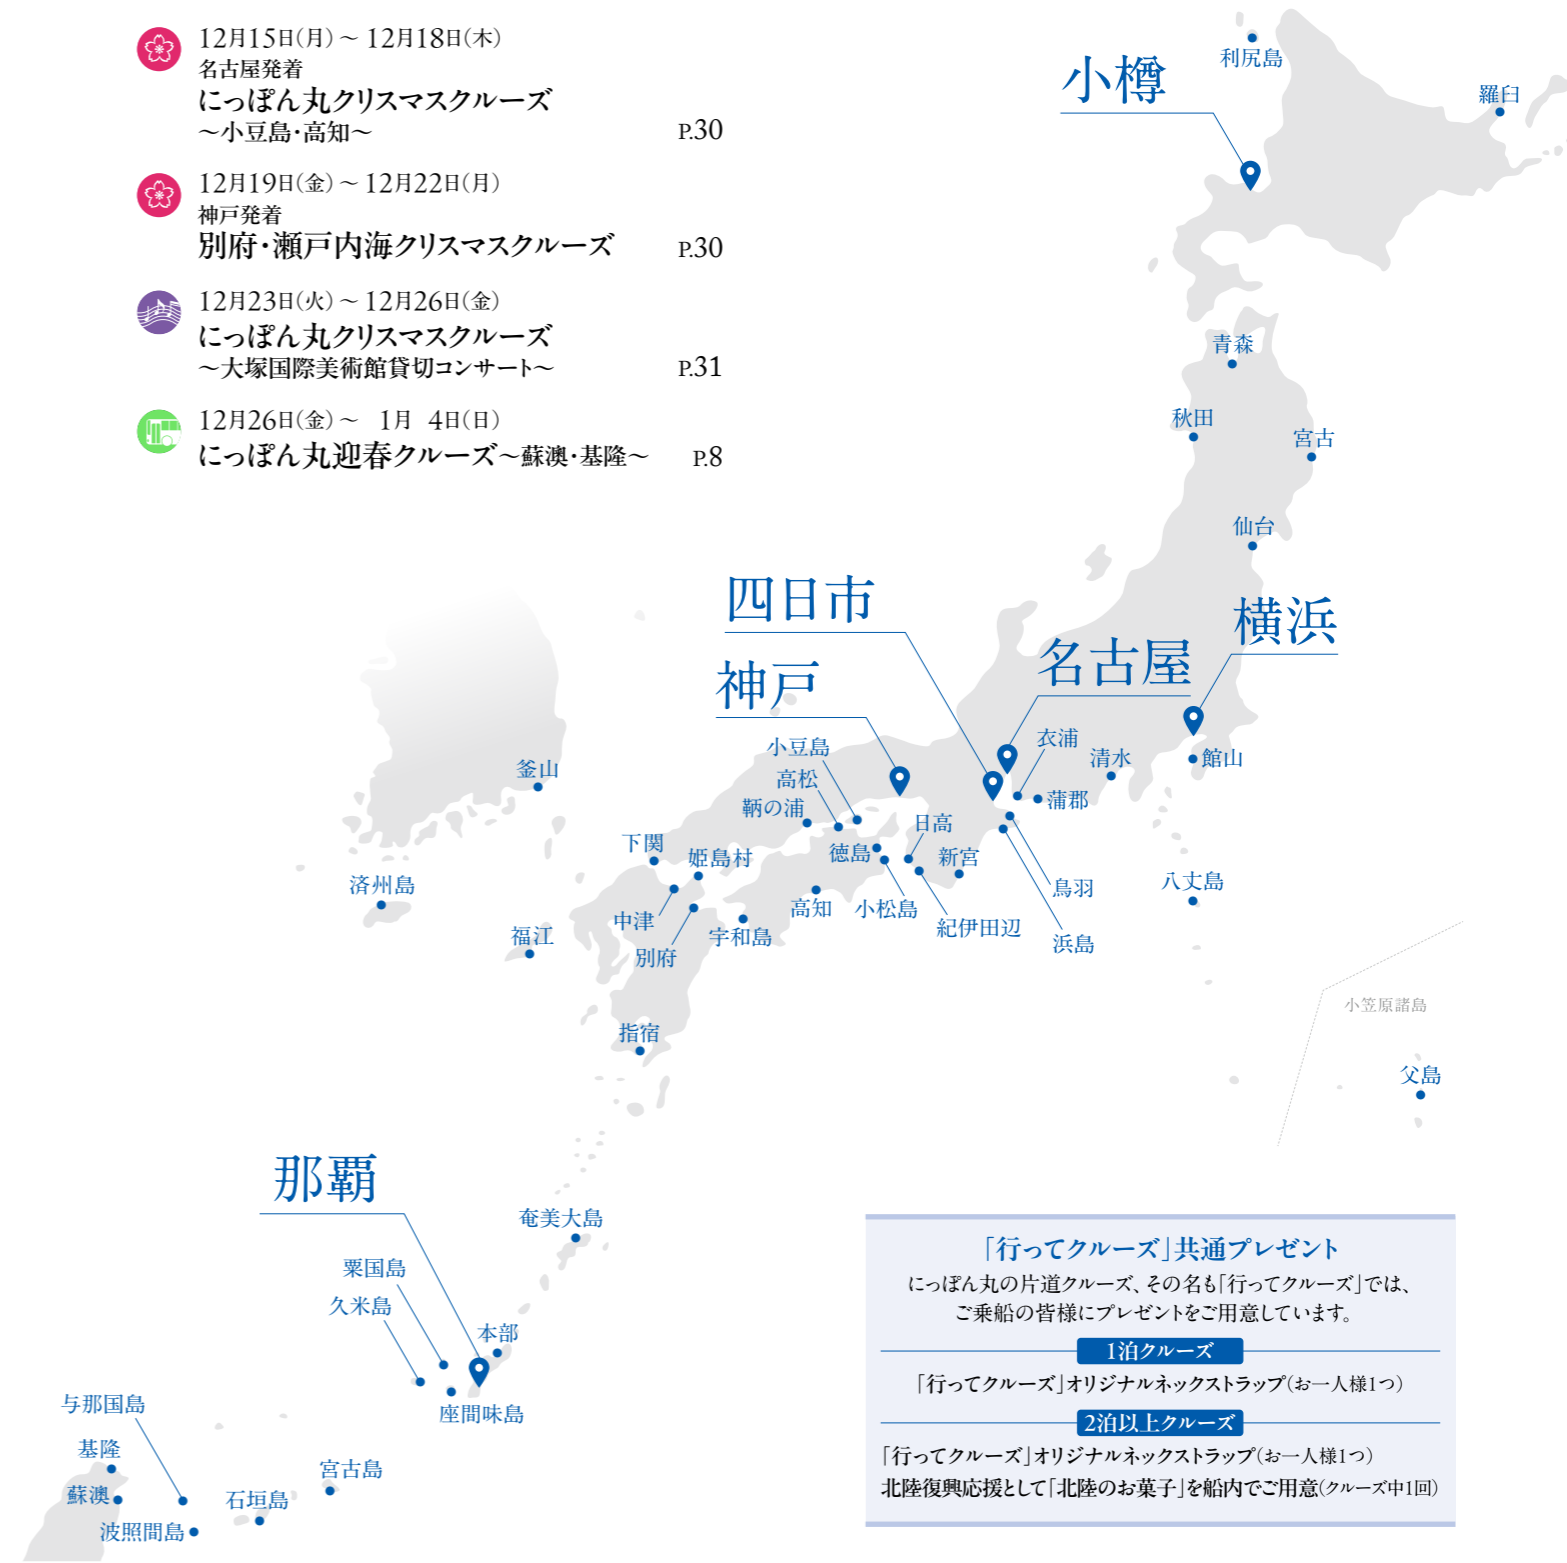 12月15日(月)～12月18日(木)
名古屋発着
にっぽん丸クリスマスクルーズ
～小豆島・高知～ P.30
12月19日(金)～12月22日(月)
神戸発着
別府・瀬戸内海クリスマスクルーズ P.30
12月23日(火)～12月26日(金)
にっぽん丸クリスマスクルーズ
～大塚国際美術館貸切コンサート～ P.31
12月26日(金)～ 1月 4日(日)
にっぽん丸迎春クルーズ～蘇澳・基隆～ P.8
利尻島
小樽
羅臼
青森
秋田
宮古
仙台
四日市
横浜
名古屋
神戸
衣浦
小豆島
清水
館山
釜山
高松
蒲郡
鞆の浦
日高
下関
徳島
姫島村
新宮
済州島
八丈島
鳥羽
高知
小松島
中津
紀伊田辺
福江
宇和島
浜島
別府
小笠原諸島
指宿
父島
那覇
奄美大島
粟国島
久米島
本部
与那国島
座間味島
基隆
宮古島
蘇澳
石垣島
波照間島
「行ってクルーズ」共通プレゼント
にっぽん丸の片道クルーズ、その名も「行ってクルーズ」では、
ご乗船の皆様にプレゼントをご用意しています。
1泊クルーズ
「行ってクルーズ」オリジナルネックストラップ(お一人様1つ)
2泊以上クルーズ
「行ってクルーズ」オリジナルネックストラップ(お一人様1つ)
北陸復興応援として「北陸のお菓子」を船内でご用意(クルーズ中1回)